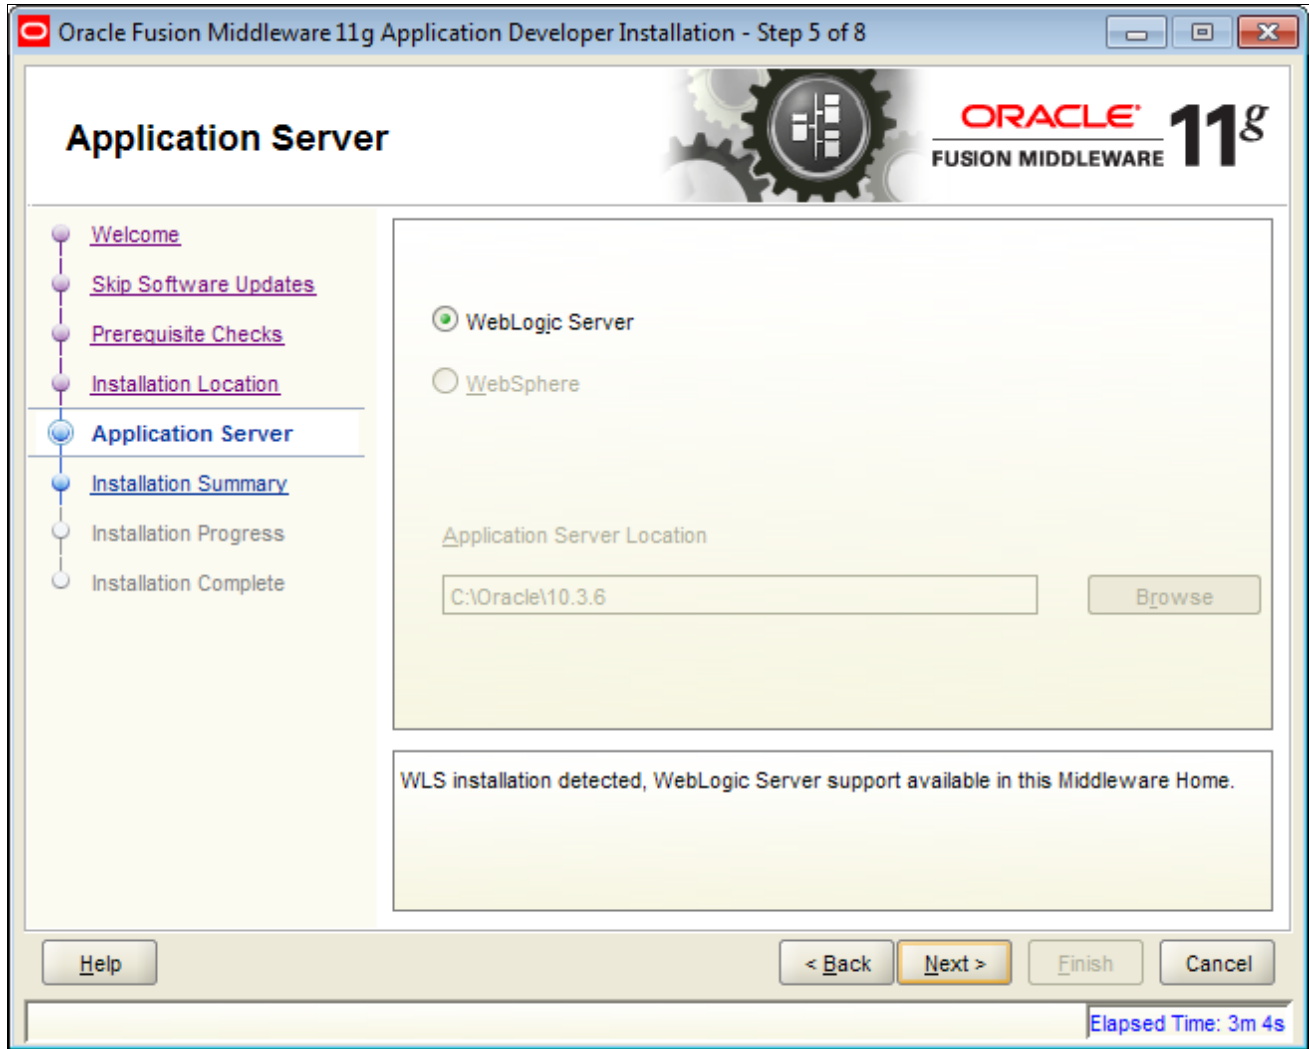 Oracle Fusion Middleware 11g Application Developer Installation - Step 5 of 8
Application Server
ORACLE
FUSION MIDDLEWARE 11g
Welcome
Skip Software Updates
Prerequisite Checks
Installation Location
Application Server
Installation Summary
Installation Progress
Installation Complete
WebLogic Server
WebSphere
Application Server Location
C:\Oracle\10.3.6
Browse
WLS installation detected, WebLogic Server support available in this Middleware Home.
Help
< Back
Next >
Finish
Cancel
Elapsed Time: 3m 4s